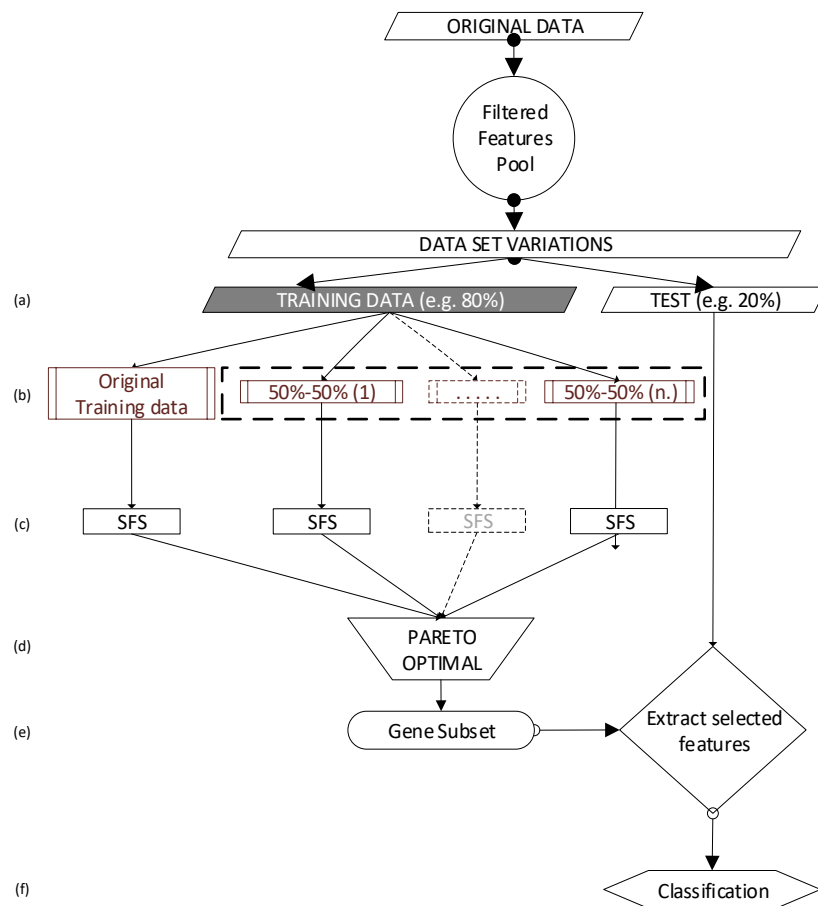 ORIGINAL DATA
Filtered
Features
Pool
DATA SET VARIATIONS
(a)
TRAINING DATA (e.g. 80%)
TEST (e.g. 20%)
(b)
Original
Training data
50%-50% (1)
. . . . .
50%-50% (n.)
(c)
SFS
SFS
SFS
SFS
(d)
PARETO
OPTIMAL
(e)
Gene Subset
Extract selected
features
(f)
Classification